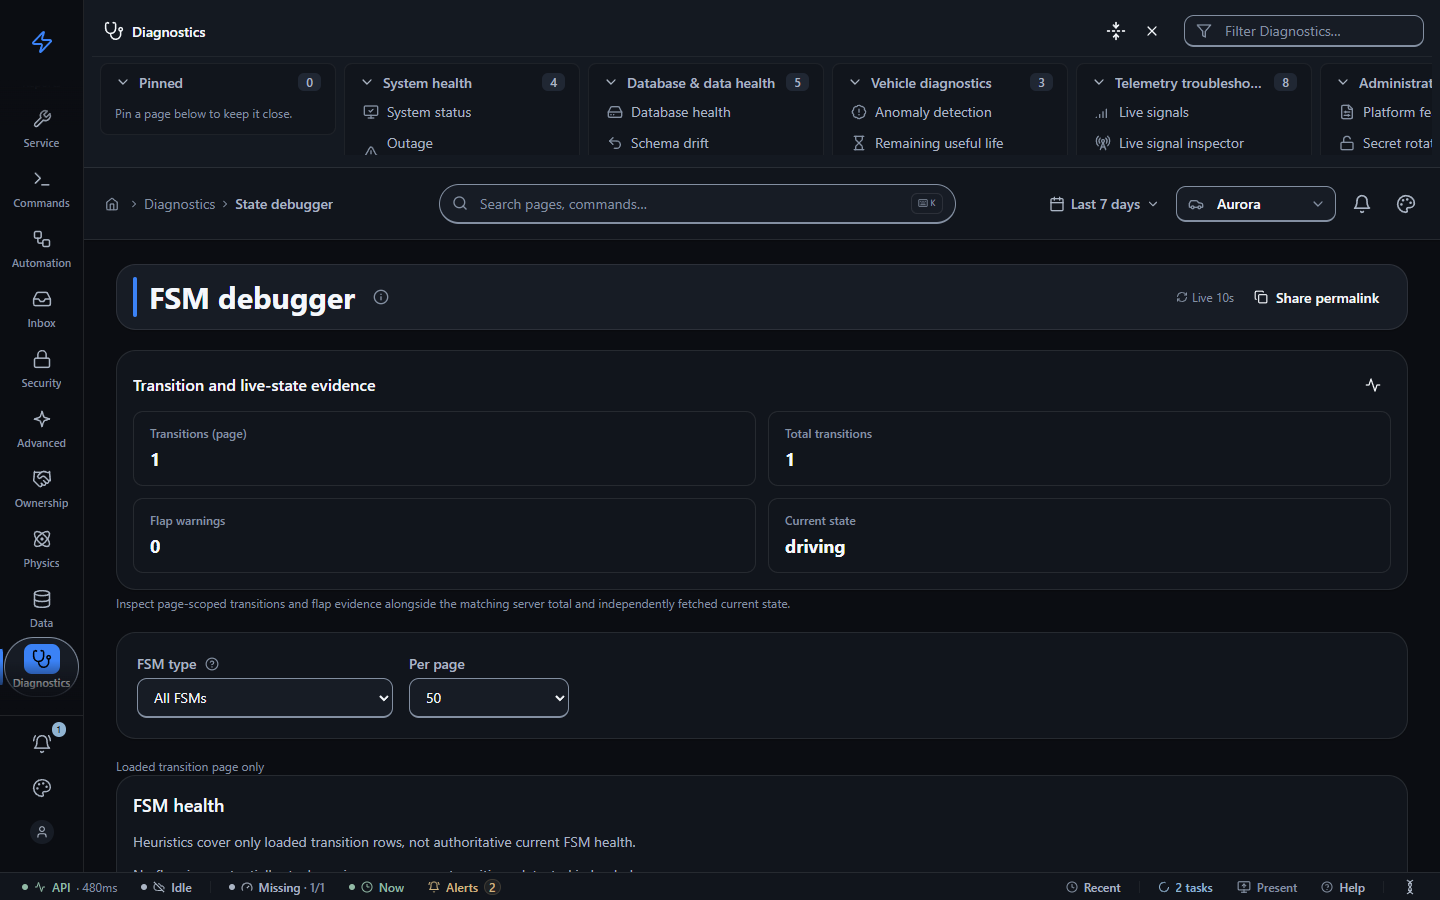 Diagnostics
Filter Diagnostics...
Pinned 0
Pin a page below to keep it close.
System health 4
System status
Outage
Database & data health 5
Database health
Schema drift
Vehicle diagnostics 3
Anomaly detection
Remaining useful life
Telemetry troublesho... 8
Live signals
Live signal inspector
Administrat
Platform fe
Secret rotat
Diagnostics
State debugger
Search pages, commands...
K
Last 7 days
Aurora
Service
Commands
Automation
Inbox
Security
Advanced
Ownership
Physics
Data
Diagnostics
1
FSM debugger
Live 10s
Share permalink
Transition and live-state evidence
Transitions (page)
1
Total transitions
1
Flap warnings
0
Current state
driving
Inspect page-scoped transitions and flap evidence alongside the matching server total and independently fetched current state.
FSM type
All FSMs
Per page
50
Loaded transition page only
FSM health
Heuristics cover only loaded transition rows, not authoritative current FSM health.
API · 480ms
Idle
Missing · 1/1
Now
Alerts 2
Recent
2 tasks
Present
Help